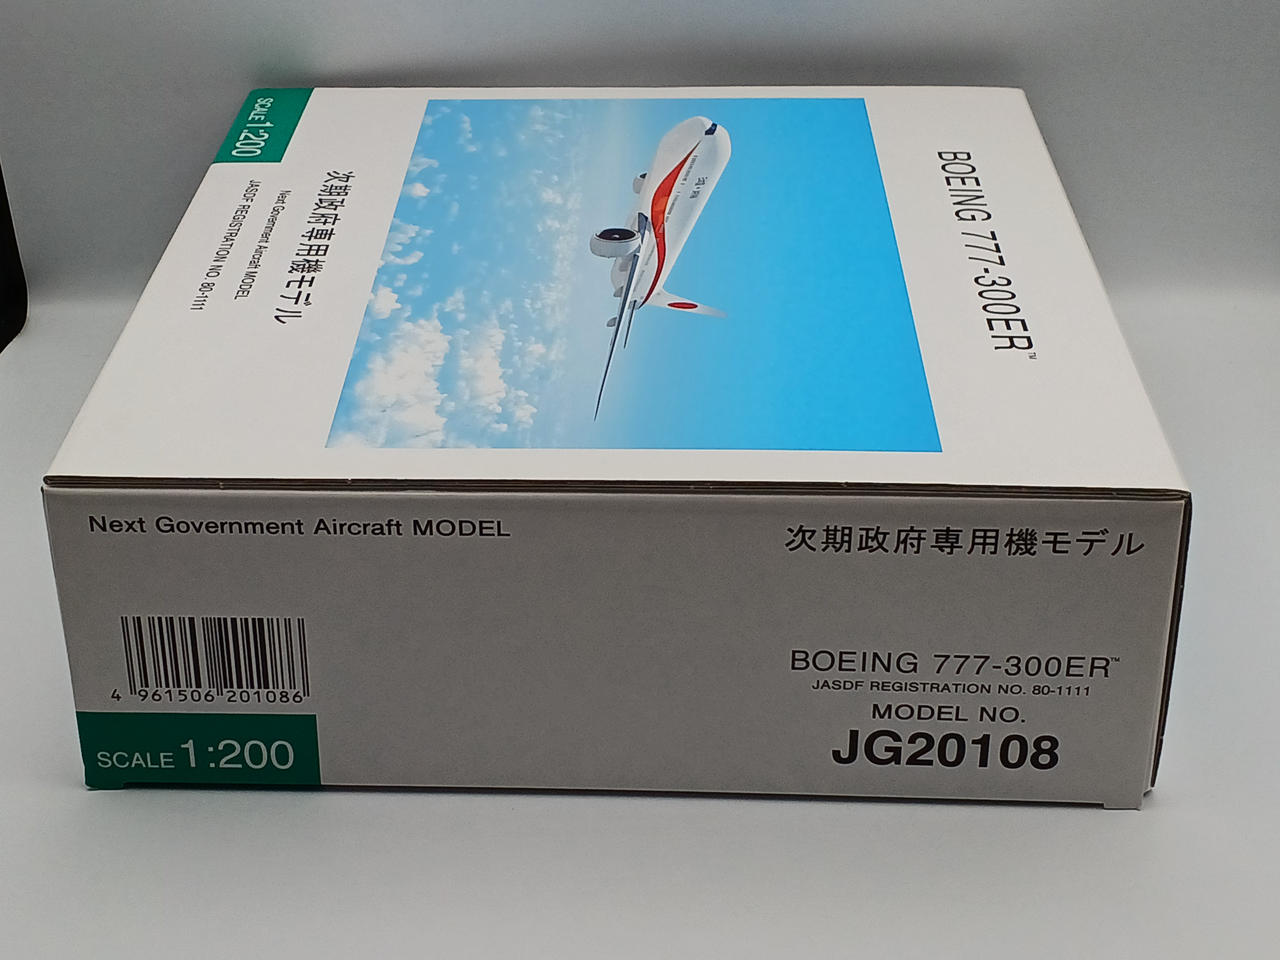 SCALE 1:200
次期政府専用機モデル
Next Government Aircraft MODEL
JASDF REGISTRATION NO. 80-1111
BOEING 777-300ER™
Next Government Aircraft MODEL
次期政府専用機モデル
4 961506 201086
SCALE 1:200
BOEING 777-300ER™
JASDF REGISTRATION NO. 80-1111
MODEL NO.
JG20108